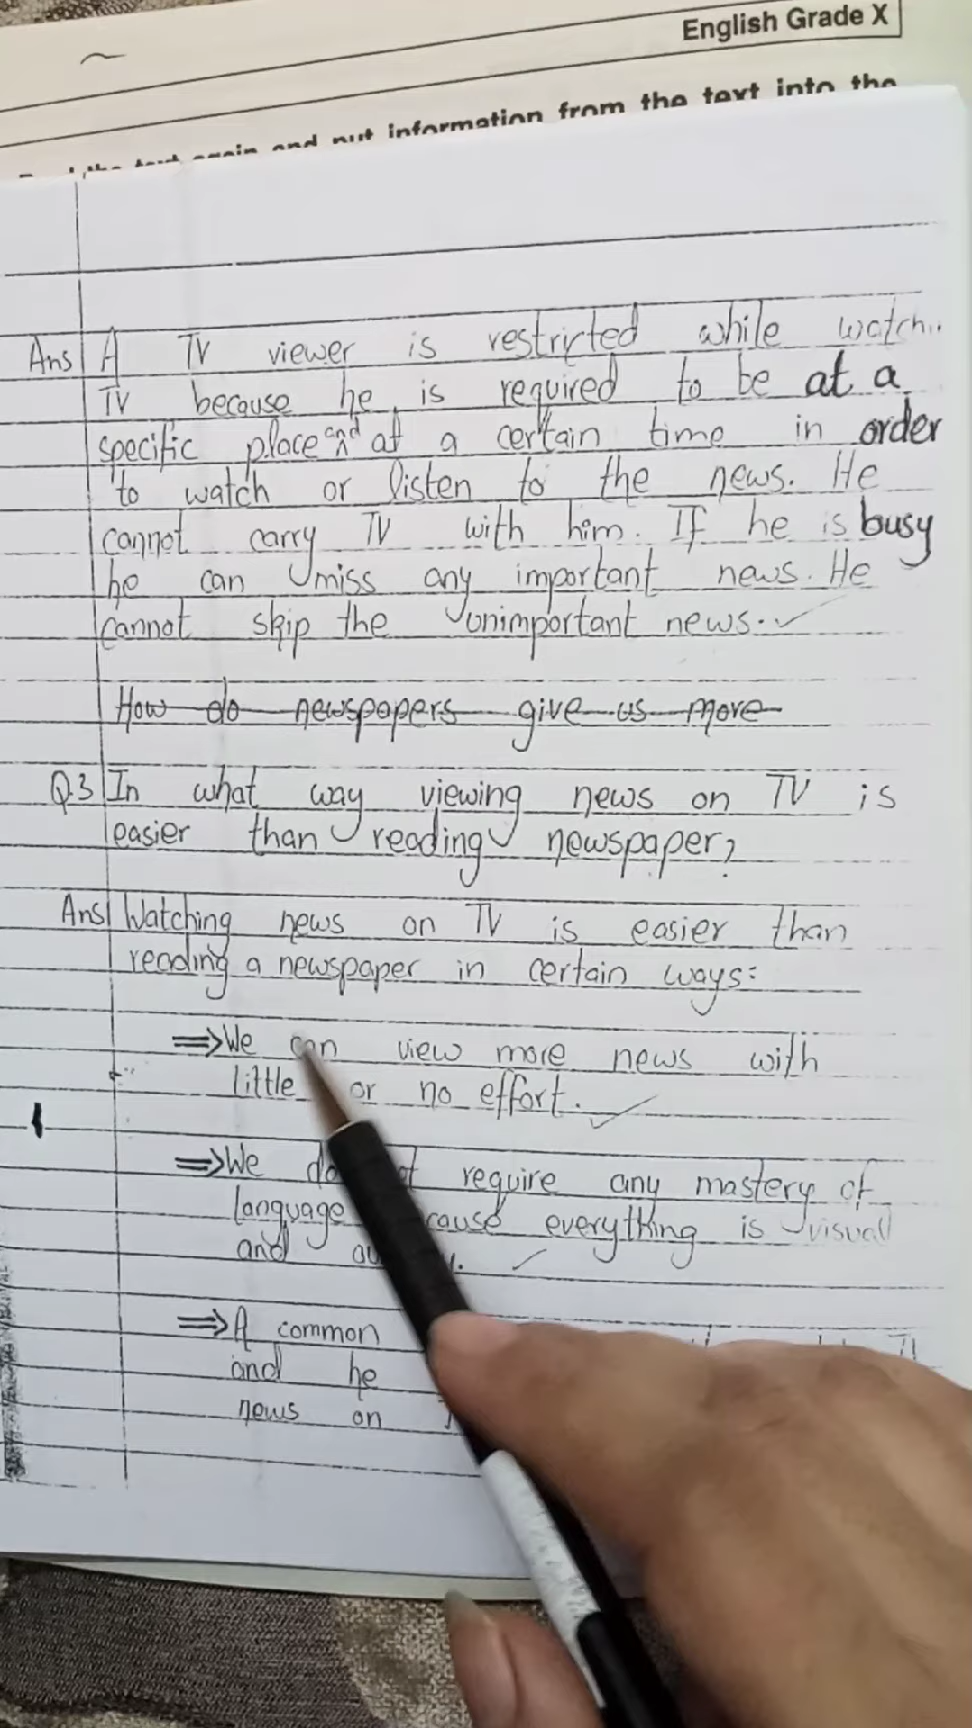 English Grade X
again and put information from the text into the
Ans A TV viewer is restricted while watch..
TV because he is required to be at a
specific place and at a certain time in order
to watch or listen to the news. He
cannot carry TV with him. If he is busy
he can miss any important news. He
cannot skip the unimportant news.
How do newspapers give us more
Q.3 In what way viewing news on TV is
easier than reading newspaper?
Ans Watching news on TV is easier than
reading a newspaper in certain ways:
⇒ We can view more news with
little or no effort.
⇒ We require any mastery of
language everything is visual
and
⇒ A common
and he
news on